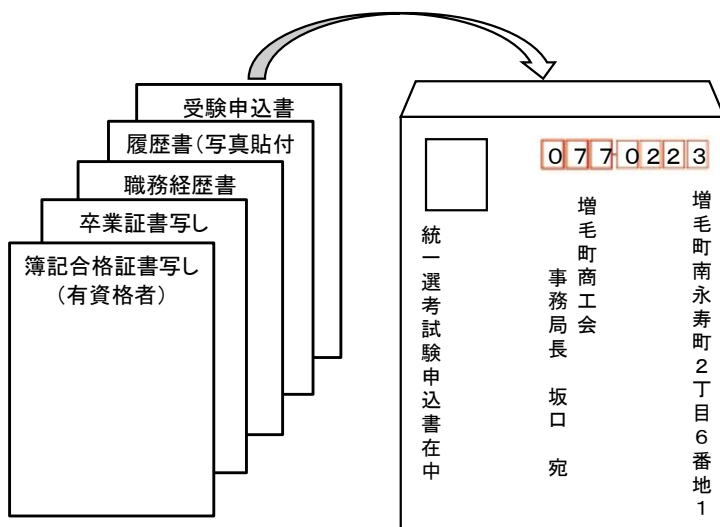 受験申込書
履歴書(写真貼付
職務経歴書
卒業証書写し
簿記合格証書写し
(有資格者)
077-0223
増毛町南永寿町2丁目6番地1
増毛町商工会
事務局長 坂口 宛
統一選考試験申込書在中